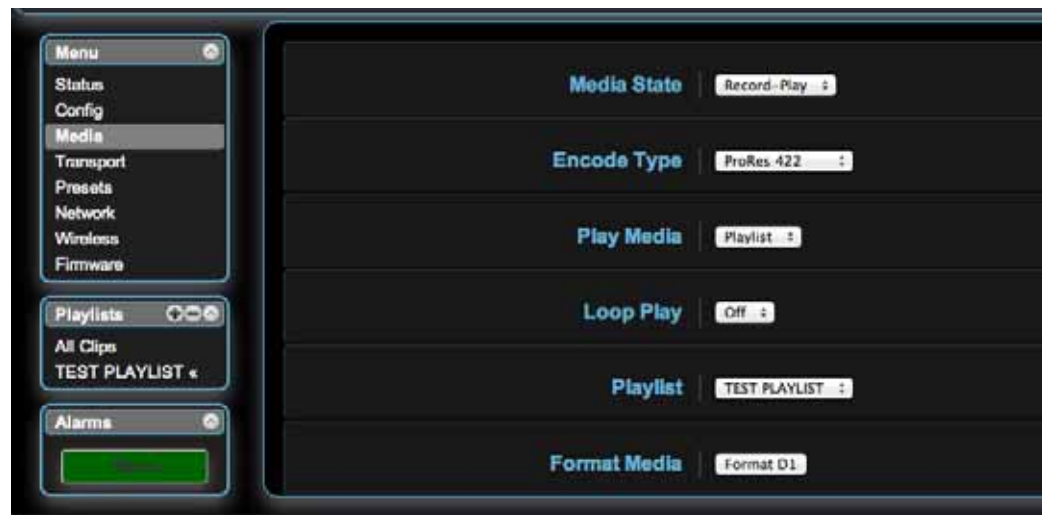 Menu
Status
Config
Media
Transport
Presets
Network
Wireless
Firmware
Playlists
All Clips
TEST PLAYLIST «
Alarms
Media State Record-Play
Encode Type ProRes 422
Play Media Playlist
Loop Play Off
Playlist TEST PLAYLIST
Format Media Format D1